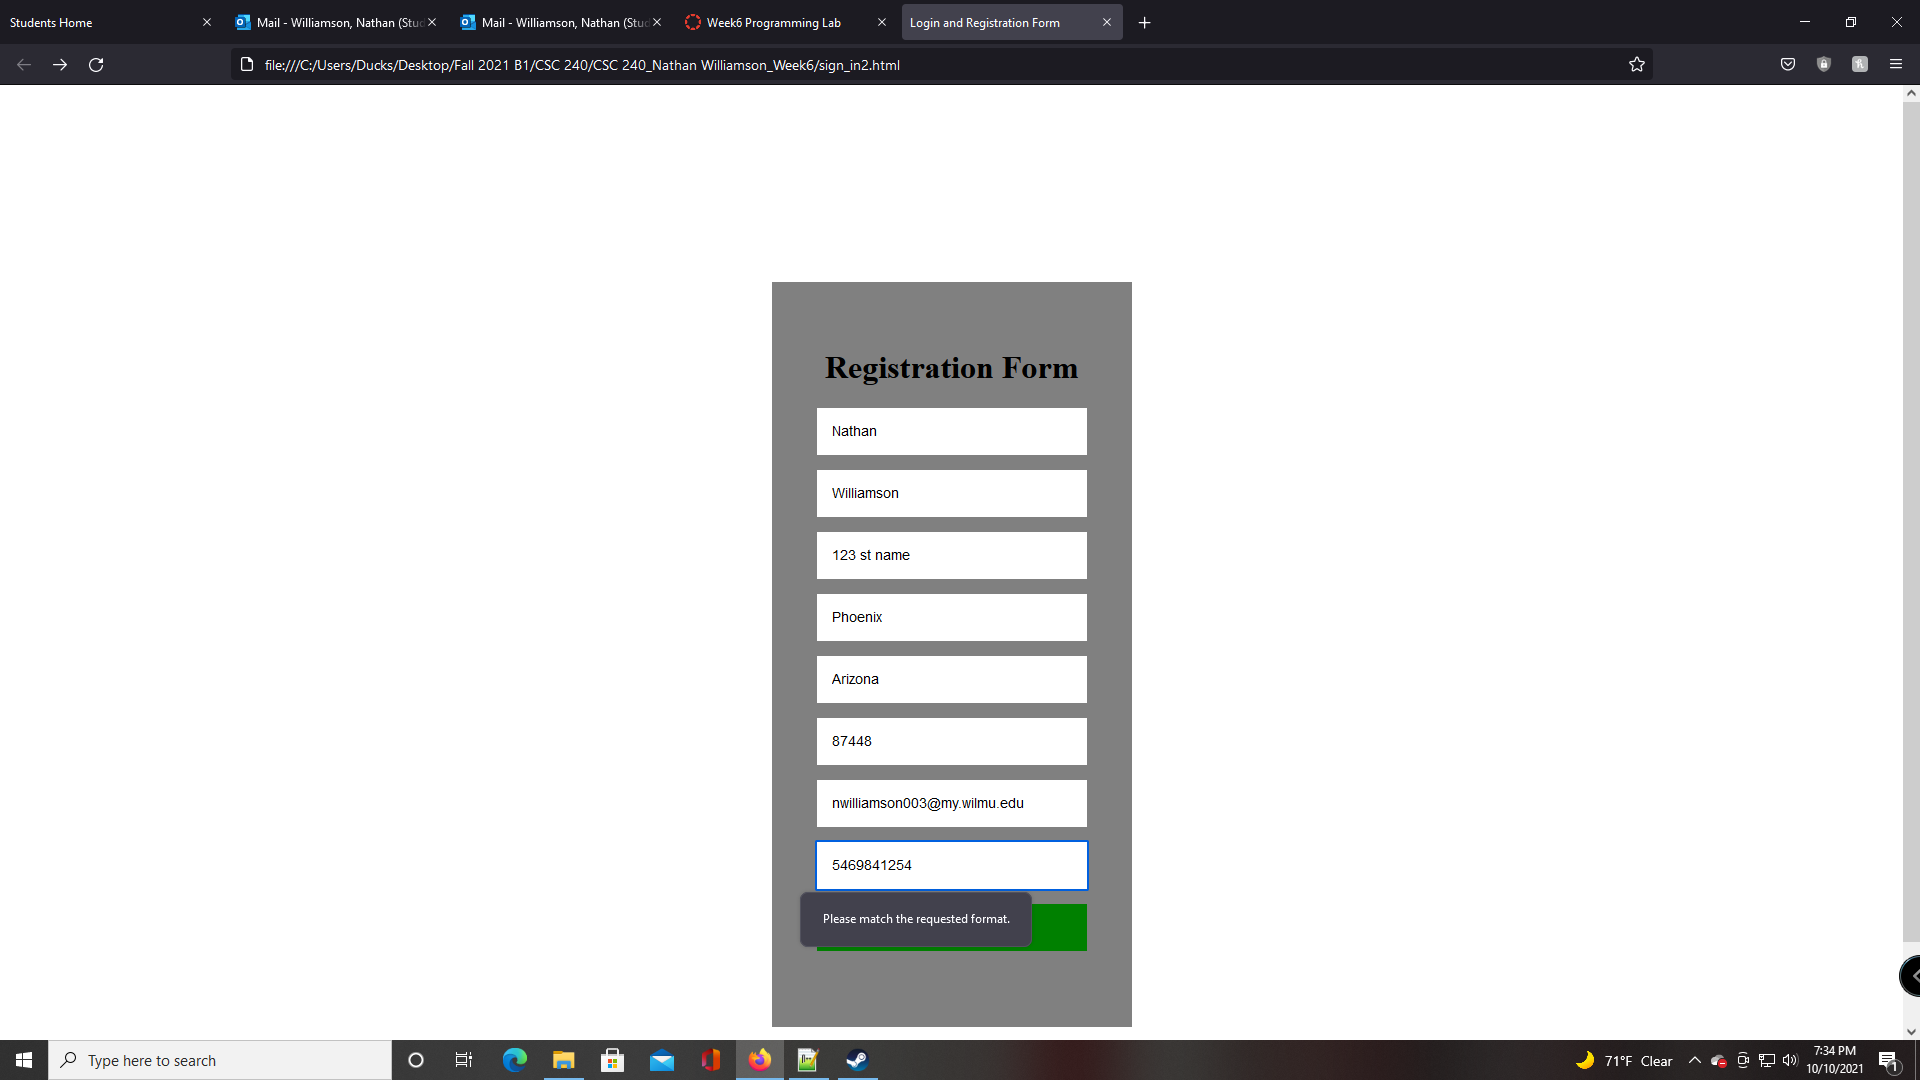 Students Home
Mail - Williamson, Nathan (Stud
Mail - Williamson, Nathan (Stud
Week6 Programming Lab
Login and Registration Form
file:///C:/Users/Ducks/Desktop/Fall 2021 B1/CSC 240/CSC 240_Nathan Williamson_Week6/sign_in2.html
Registration Form
Nathan
Williamson
123 st name
Phoenix
Arizona
87448
nwilliamson003@my.wilmu.edu
5469841254
Please match the requested format.
Type here to search
71°F Clear
7:34 PM
10/10/2021
1